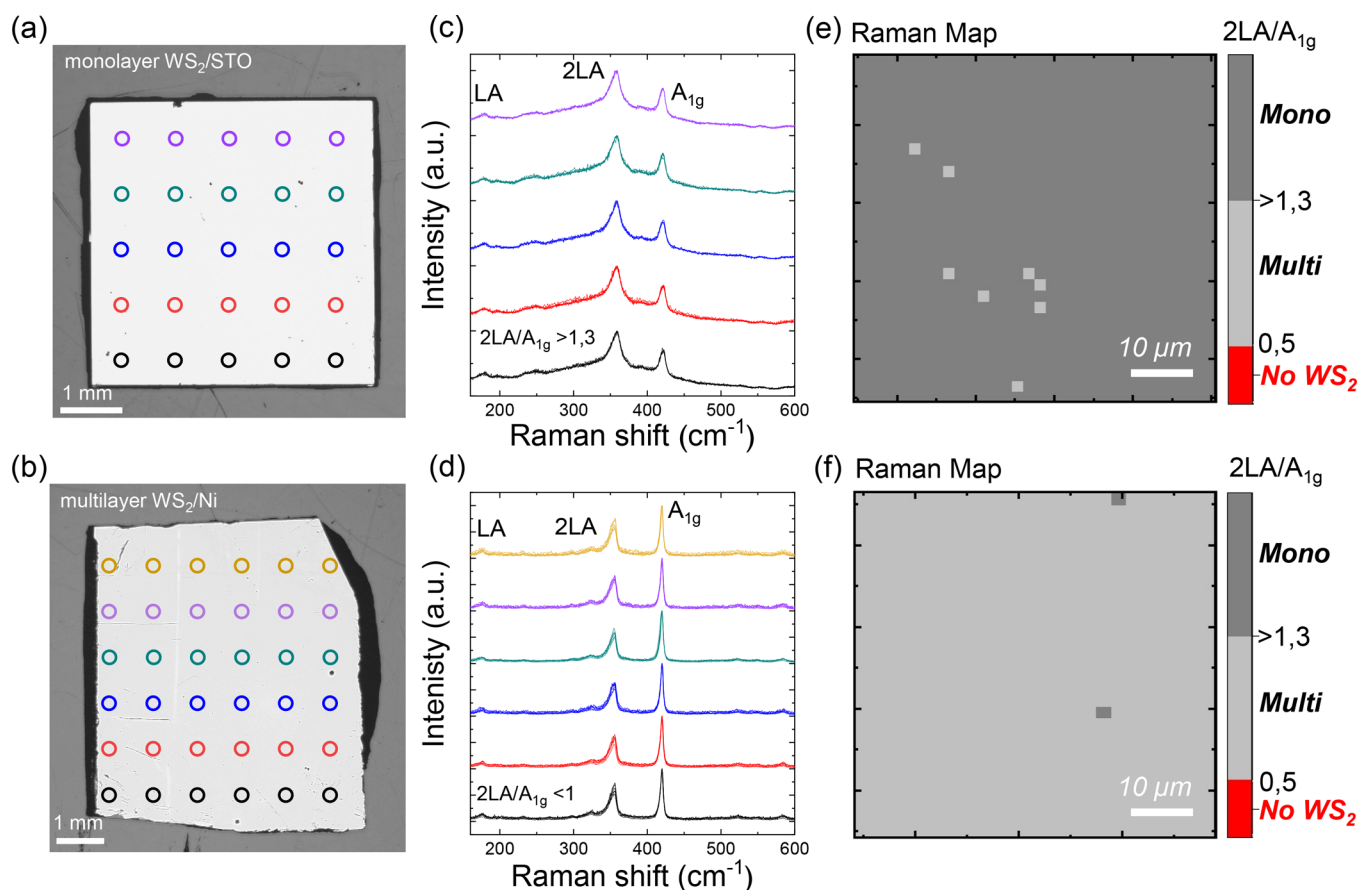 (a)
monolayer WS₂/STO
1 mm
(c)
LA
2LA
A₁g
2LA/A₁g >1,3
Intensity (a.u.)
200 300 400 500 600
Raman shift (cm⁻¹)
(e)
Raman Map
10 µm
2LA/A₁g
Mono
>1,3
Multi
0,5
No WS₂
(b)
multilayer WS₂/Ni
1 mm
(d)
LA
2LA
A₁g
2LA/A₁g <1
Intenisty (a.u.)
200 300 400 500 600
Raman shift (cm⁻¹)
(f)
Raman Map
10 µm
2LA/A₁g
Mono
>1,3
Multi
0,5
No WS₂